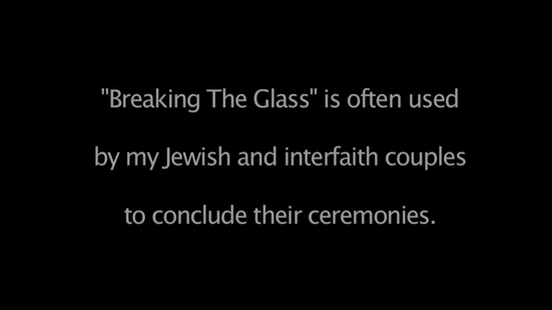 "Breaking The Glass" is often used
by my Jewish and interfaith couples
to conclude their ceremonies.